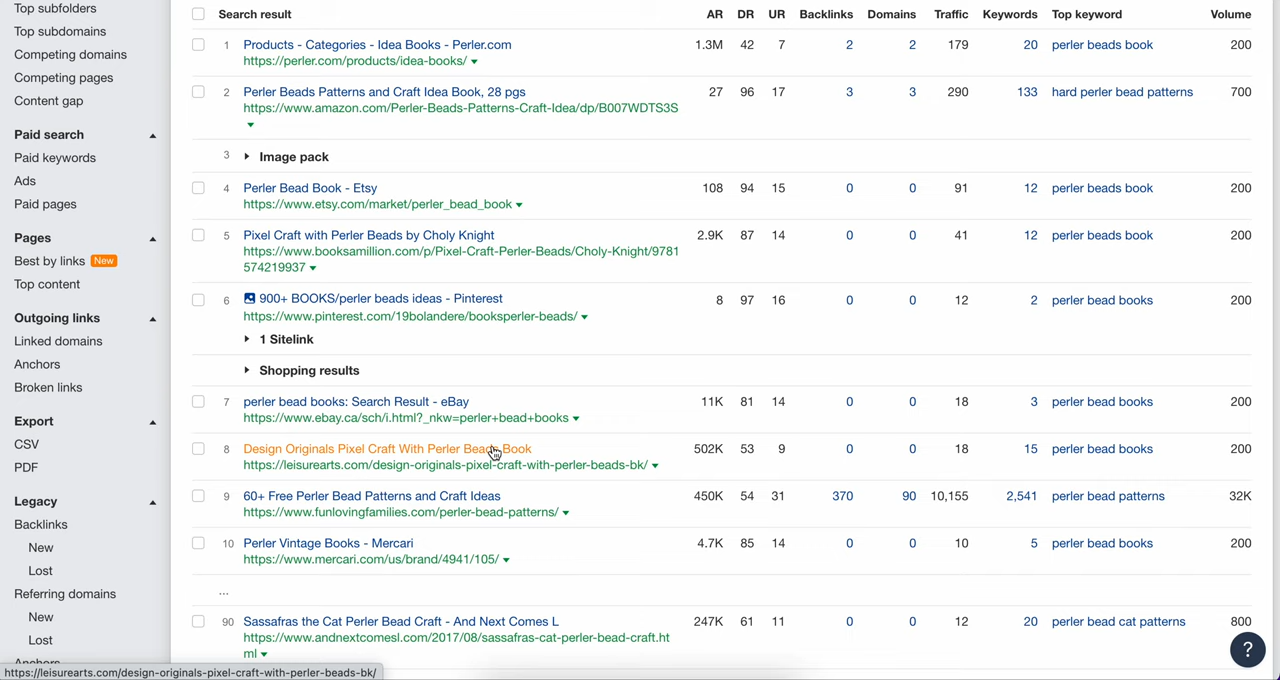 Top subfolders
Top subdomains
Competing domains
Competing pages
Content gap
Paid search
Paid keywords
Ads
Paid pages
Pages
Best by links New
Top content
Outgoing links
Linked domains
Anchors
Broken links
Export
CSV
PDF
Legacy
Backlinks
New
Lost
Referring domains
New
Lost
Anchors
Search result AR DR UR Backlinks Domains Traffic Keywords Top keyword Volume
1 Products - Categories - Idea Books - Perler.com 1.3M 42 7 2 2 179 20 perler beads book 200
https://perler.com/products/idea-books/
2 Perler Beads Patterns and Craft Idea Book, 28 pgs 27 96 17 3 3 290 133 hard perler bead patterns 700
https://www.amazon.com/Perler-Beads-Patterns-Craft-Idea/dp/B007WDTS3S
3 Image pack
4 Perler Bead Book - Etsy 108 94 15 0 0 91 12 perler beads book 200
https://www.etsy.com/market/perler_bead_book
5 Pixel Craft with Perler Beads by Choly Knight 2.9K 87 14 0 0 41 12 perler beads book 200
https://www.booksamillion.com/p/Pixel-Craft-Perler-Beads/Choly-Knight/9781
574219937
6 900+ BOOKS/perler beads ideas - Pinterest 8 97 16 0 0 12 2 perler bead books 200
https://www.pinterest.com/19bolandere/booksperler-beads/
1 Sitelink
Shopping results
7 perler bead books: Search Result - eBay 11K 81 14 0 0 18 3 perler bead books 200
https://www.ebay.ca/sch/i.html?_nkw=perler+bead+books
8 Design Originals Pixel Craft With Perler Beads Book 502K 53 9 0 0 18 15 perler bead books 200
https://leisurearts.com/design-originals-pixel-craft-with-perler-beads-bk/
9 60+ Free Perler Bead Patterns and Craft Ideas 450K 54 31 370 90 10,155 2,541 perler bead patterns 32K
https://www.funlovingfamilies.com/perler-bead-patterns/
10 Perler Vintage Books - Mercari 4.7K 85 14 0 0 10 5 perler bead books 200
https://www.mercari.com/us/brand/4941/105/
...
90 Sassafras the Cat Perler Bead Craft - And Next Comes L 247K 61 11 0 0 12 20 perler bead cat patterns 800
https://www.andnextcomesl.com/2017/08/sassafras-cat-perler-bead-craft.ht
ml
?
https://leisurearts.com/design-originals-pixel-craft-with-perler-beads-bk/